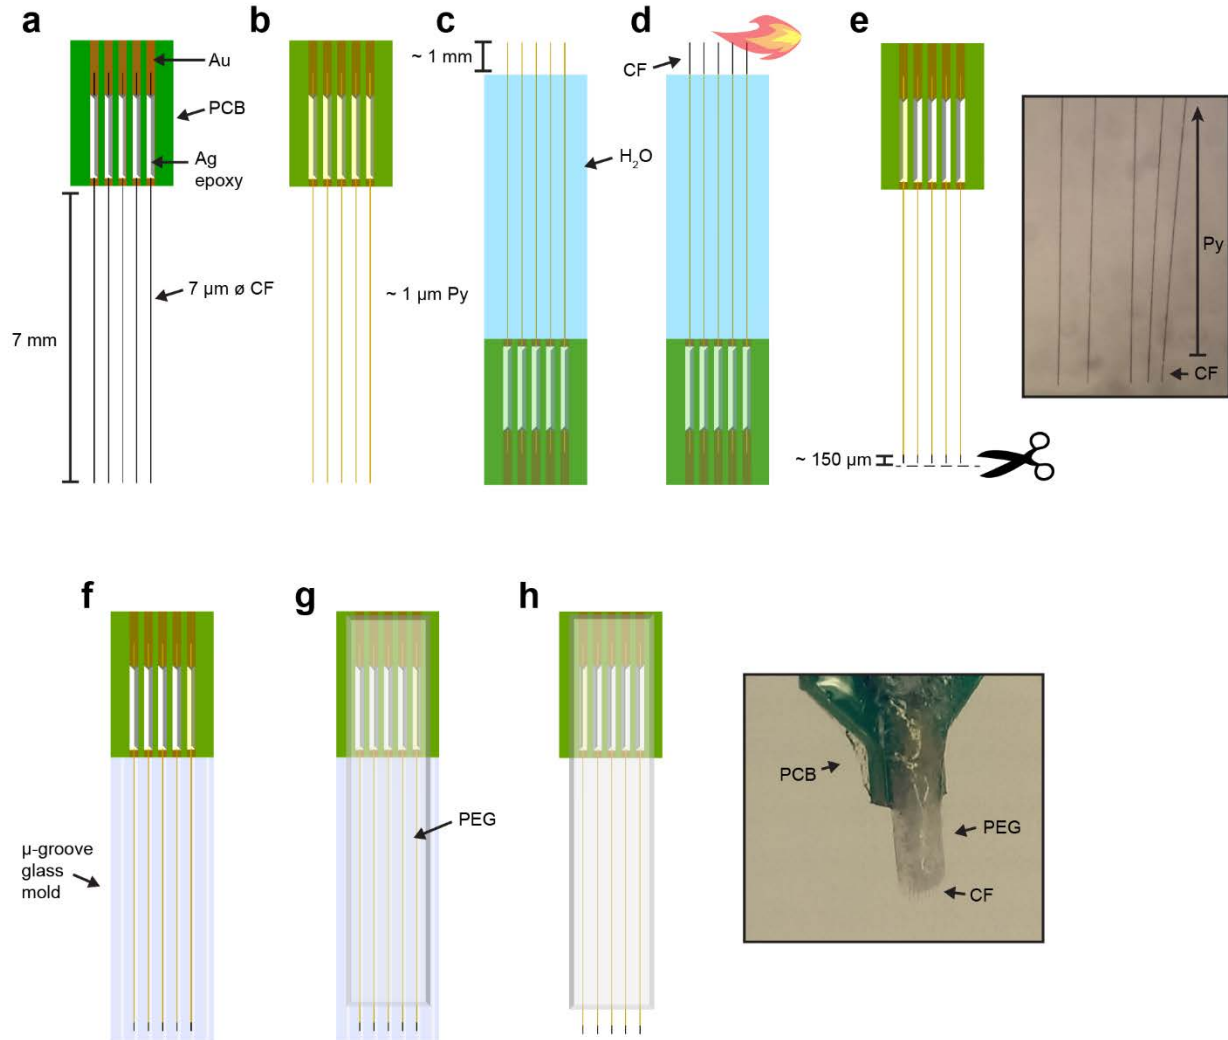 a
Au
PCB
Ag
epoxy
7 µm ø CF
7 mm
b
~ 1 µm Py
c
~ 1 mm
H₂O
d
CF
e
~ 150 µm
Py
CF
f
µ-groove
glass
mold
g
PEG
h
PCB
PEG
CF